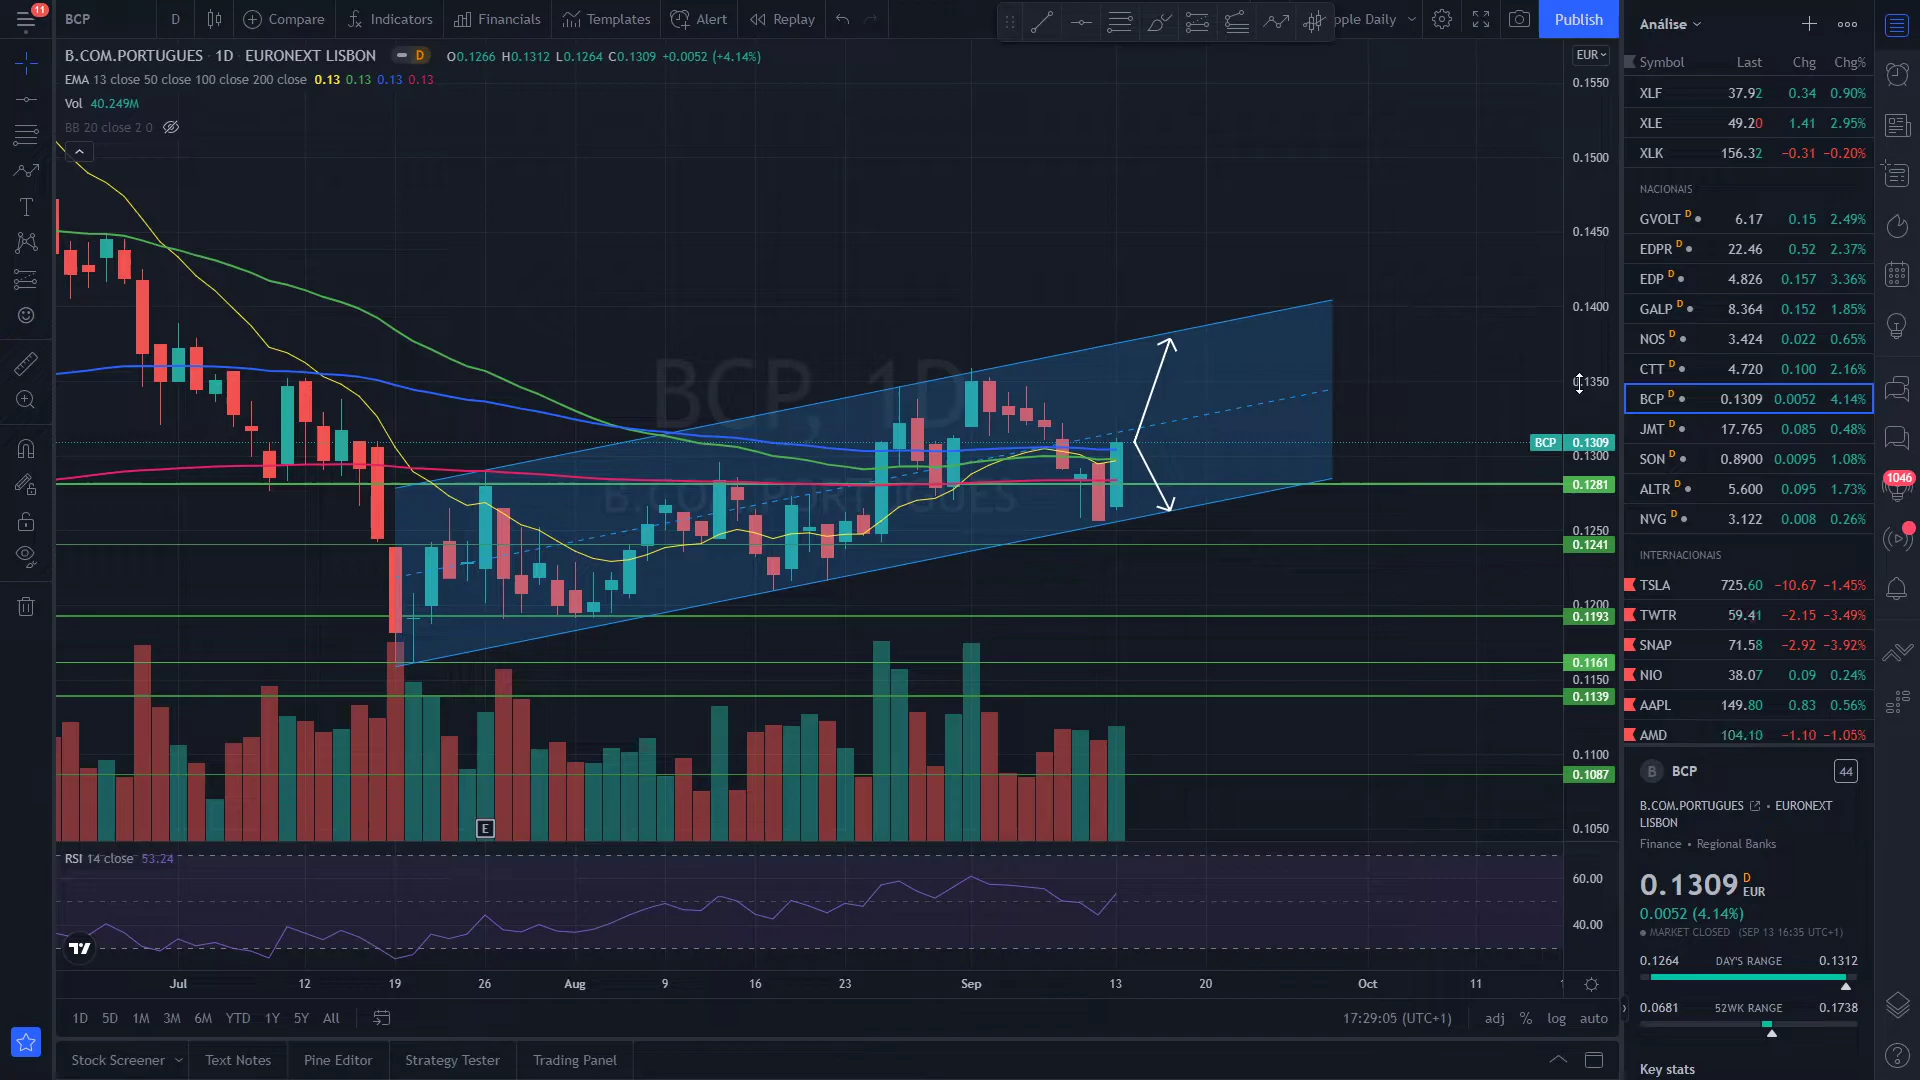 11
BCP D Compare Indicators Financials Templates Alert Replay ople Daily Publish
B.COM.PORTUGUES · 1D · EURONEXT LISBON D O0.1266 H0.1312 L0.1264 C0.1309 +0.0052 (+4.14%)
EMA 13 close 50 close 100 close 200 close 0.13 0.13 0.13 0.13
Vol 40.249M
BB 20 close 2 0
BCP, 1D
B.COM.PORTUGUES
EUR
0.1550
0.1500
0.1450
0.1400
0.1350
BCP 0.1309
0.1300
0.1281
0.1250
0.1241
0.1200
0.1193
0.1161
0.1150
0.1139
0.1100
0.1087
0.1050
E
RSI 14 close 53.24
60.00
40.00
Jul 12 19 26 Aug 9 16 23 Sep 13 20 Oct 11
1D 5D 1M 3M 6M YTD 1Y 5Y All 17:29:05 (UTC+1) adj % log auto
Stock Screener Text Notes Pine Editor Strategy Tester Trading Panel
Análise
Symbol Last Chg Chg%
XLF 37.92 0.34 0.90%
XLE 49.20 1.41 2.95%
XLK 156.32 −0.31 −0.20%
NACIONAIS
GVOLT D 6.17 0.15 2.49%
EDPR D 22.46 0.52 2.37%
EDP D 4.826 0.157 3.36%
GALP D 8.364 0.152 1.85%
NOS D 3.424 0.022 0.65%
CTT D 4.720 0.100 2.16%
BCP D 0.1309 0.0052 4.14%
JMT D 17.765 0.085 0.48%
SON D 0.8900 0.0095 1.08%
ALTR D 5.600 0.095 1.73%
NVG D 3.122 0.008 0.26%
INTERNACIONAIS
TSLA 725.60 −10.67 −1.45%
TWTR 59.41 −2.15 −3.49%
SNAP 71.58 −2.92 −3.92%
NIO 38.07 0.09 0.24%
AAPL 149.80 0.83 0.56%
AMD 104.10 −1.10 −1.05%
B BCP 44
B.COM.PORTUGUES • EURONEXT
LISBON
Finance • Regional Banks
0.1309 D EUR
0.0052 (4.14%)
MARKET CLOSED (SEP 13 16:35 UTC+1)
0.1264 DAY'S RANGE 0.1312
0.0681 52WK RANGE 0.1738
Key stats
1046